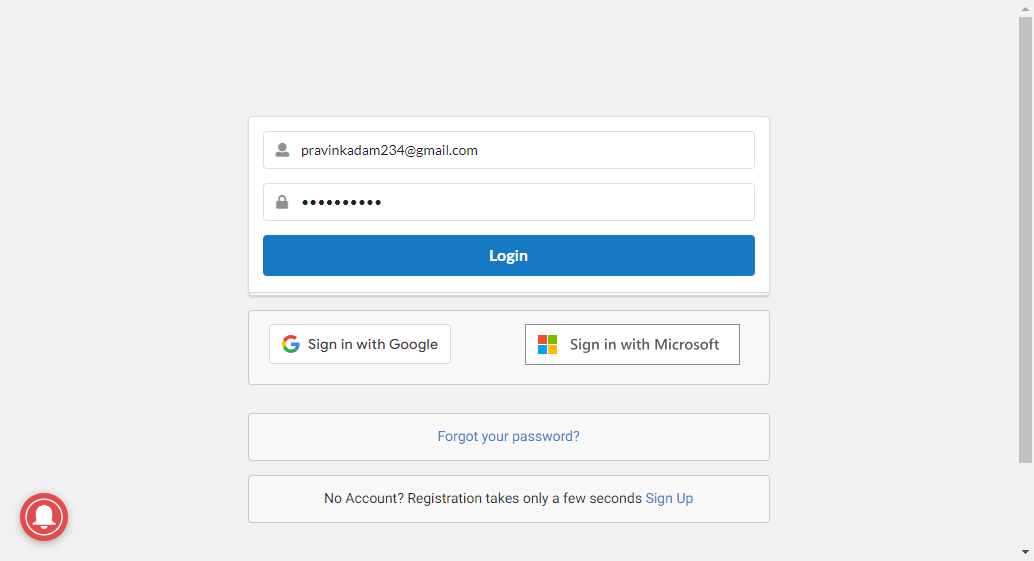 pravinkadam234@gmail.com
••••••••••
Login
Sign in with Google
Sign in with Microsoft
Forgot your password?
No Account? Registration takes only a few seconds Sign Up